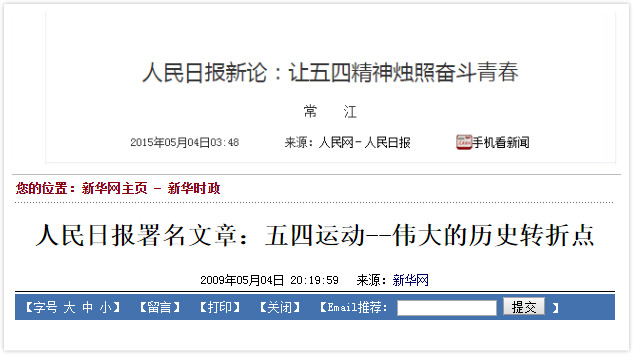 人民日报新论：让五四精神烛照奋斗青春
常 江
2015年05月04日03:48 来源：人民网－人民日报 手机看新闻
您的位置：新华网主页 - 新华时政
人民日报署名文章：五四运动--伟大的历史转折点
2009年05月04日 20:19:59 来源：新华网
【字号 大 中 小】 【留言】 【打印】 【关闭】 【Email推荐： 提交 】